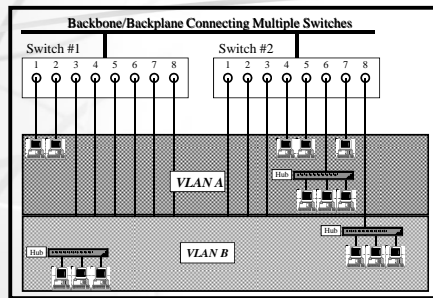 Backbone/Backplane Connecting Multiple Switches
Switch #1
Switch #2
1 2 3 4 5 6 7 8
1 2 3 4 5 6 7 8
Hub
VLAN A
Hub
VLAN B
Hub